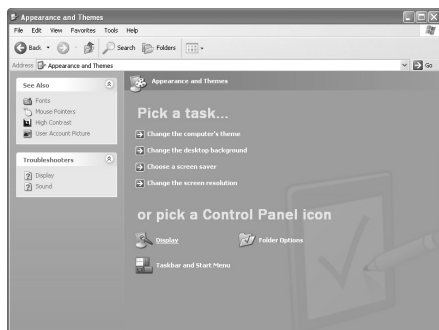 Appearance and Themes
File Edit View Favorites Tools Help
Back Search Folders
Address Appearance and Themes Go
See Also
Fonts
Mouse Pointers
High Contrast
User Account Picture
Troubleshooters
Display
Sound
Appearance and Themes
Pick a task...
Change the computer's theme
Change the desktop background
Choose a screen saver
Change the screen resolution
or pick a Control Panel icon
Display Folder Options
Taskbar and Start Menu